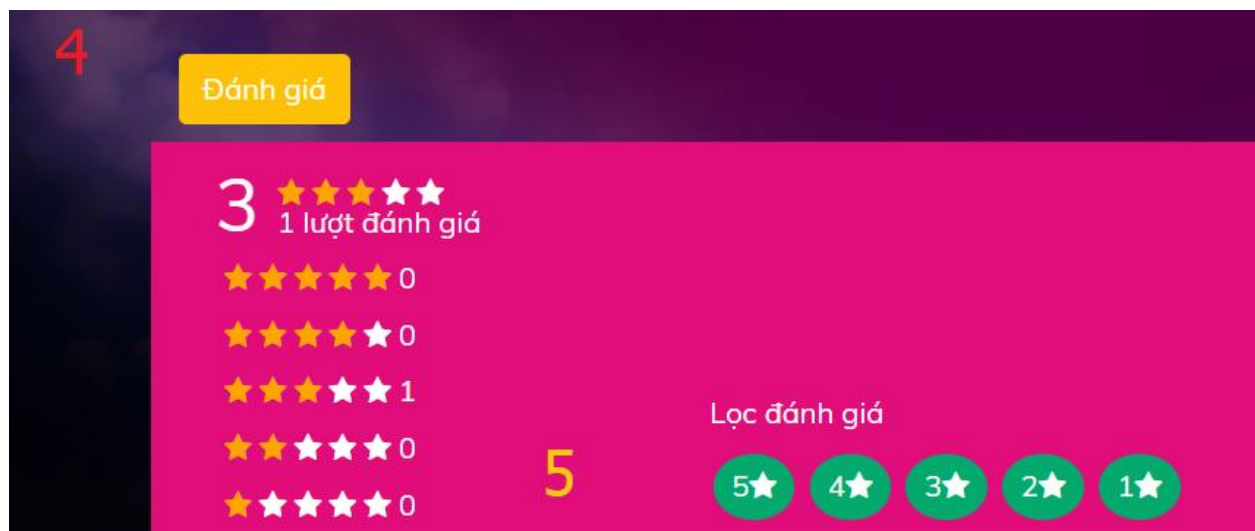 4
Đánh giá
3
1 lượt đánh giá
0
0
1
Lọc đánh giá
0
5
5 4 3 2 1
0